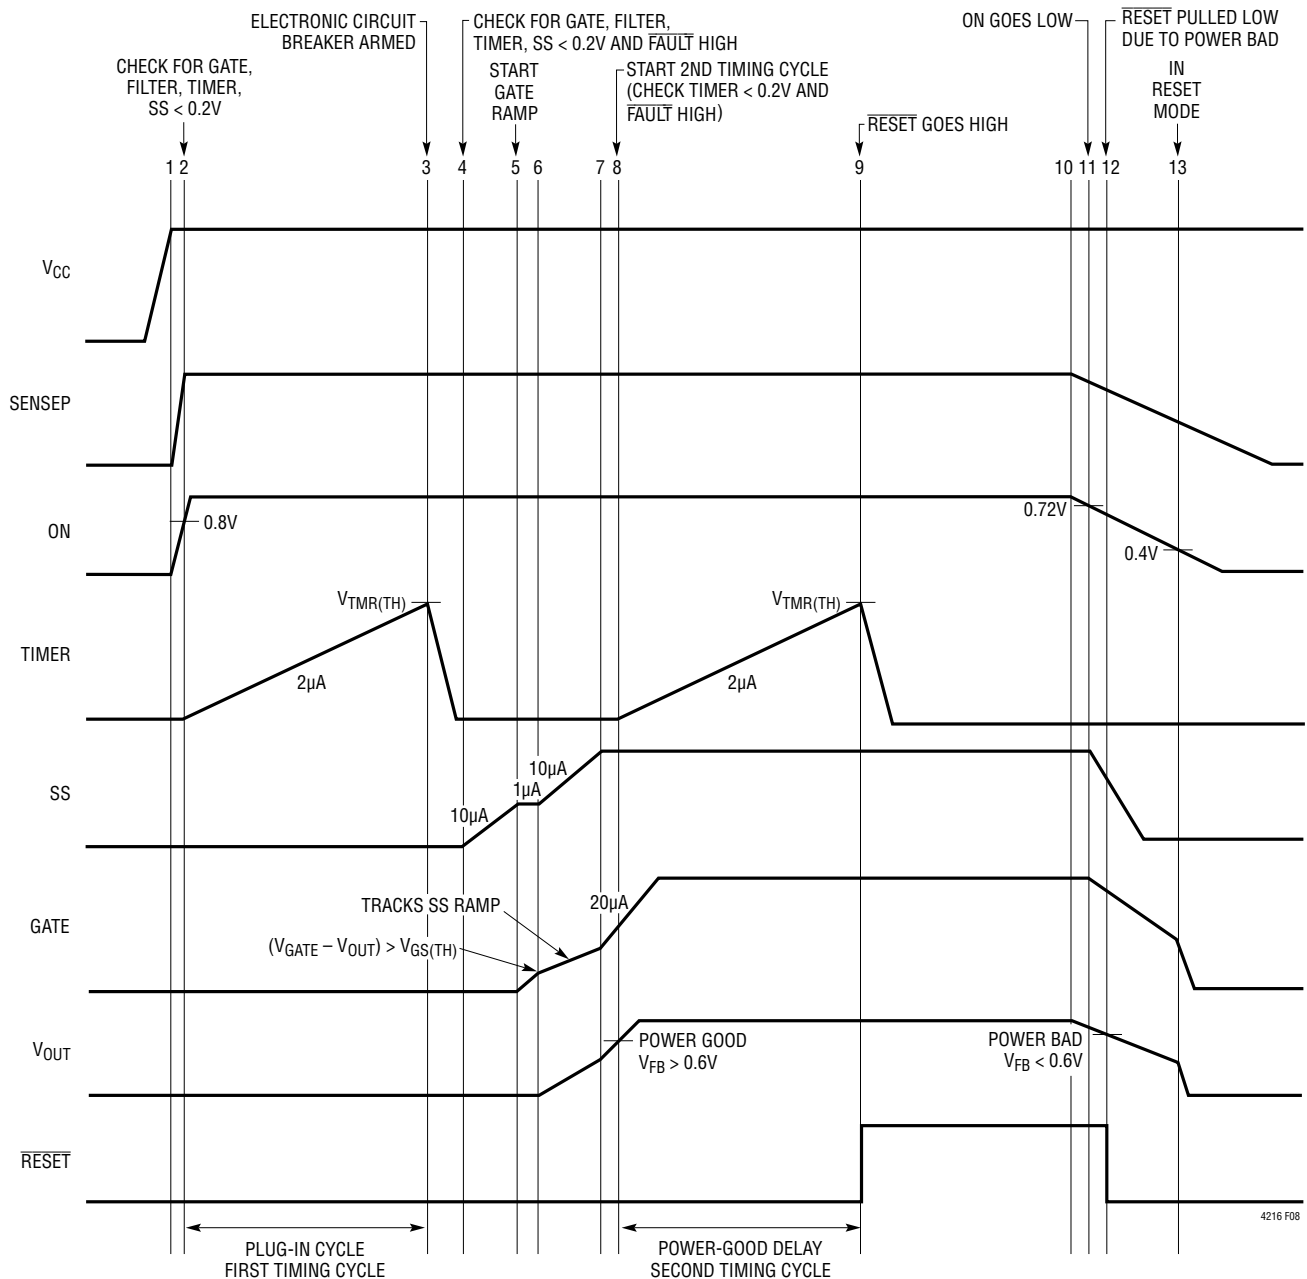 ELECTRONIC CIRCUIT
BREAKER ARMED
CHECK FOR GATE, FILTER,
TIMER, SS < 0.2V AND F̅A̅U̅L̅T̅ HIGH
ON GOES LOW
R̅E̅S̅E̅T̅ PULLED LOW
DUE TO POWER BAD
CHECK FOR GATE,
FILTER, TIMER,
SS < 0.2V
START
GATE
RAMP
START 2ND TIMING CYCLE
(CHECK TIMER < 0.2V AND
F̅A̅U̅L̅T̅ HIGH)
IN
RESET
MODE
R̅E̅S̅E̅T̅ GOES HIGH
1 2 3 4 5 6 7 8 9 10 11 12 13
VCC
SENSEP
ON
0.8V
0.72V
0.4V
TIMER
VTMR(TH)
2µA
VTMR(TH)
2µA
SS
10µA
1µA
10µA
GATE
TRACKS SS RAMP
(VGATE – VOUT) > VGS(TH)
20µA
VOUT
POWER GOOD
VFB > 0.6V
POWER BAD
VFB < 0.6V
R̅E̅S̅E̅T̅
4216 F08
PLUG-IN CYCLE
FIRST TIMING CYCLE
POWER-GOOD DELAY
SECOND TIMING CYCLE